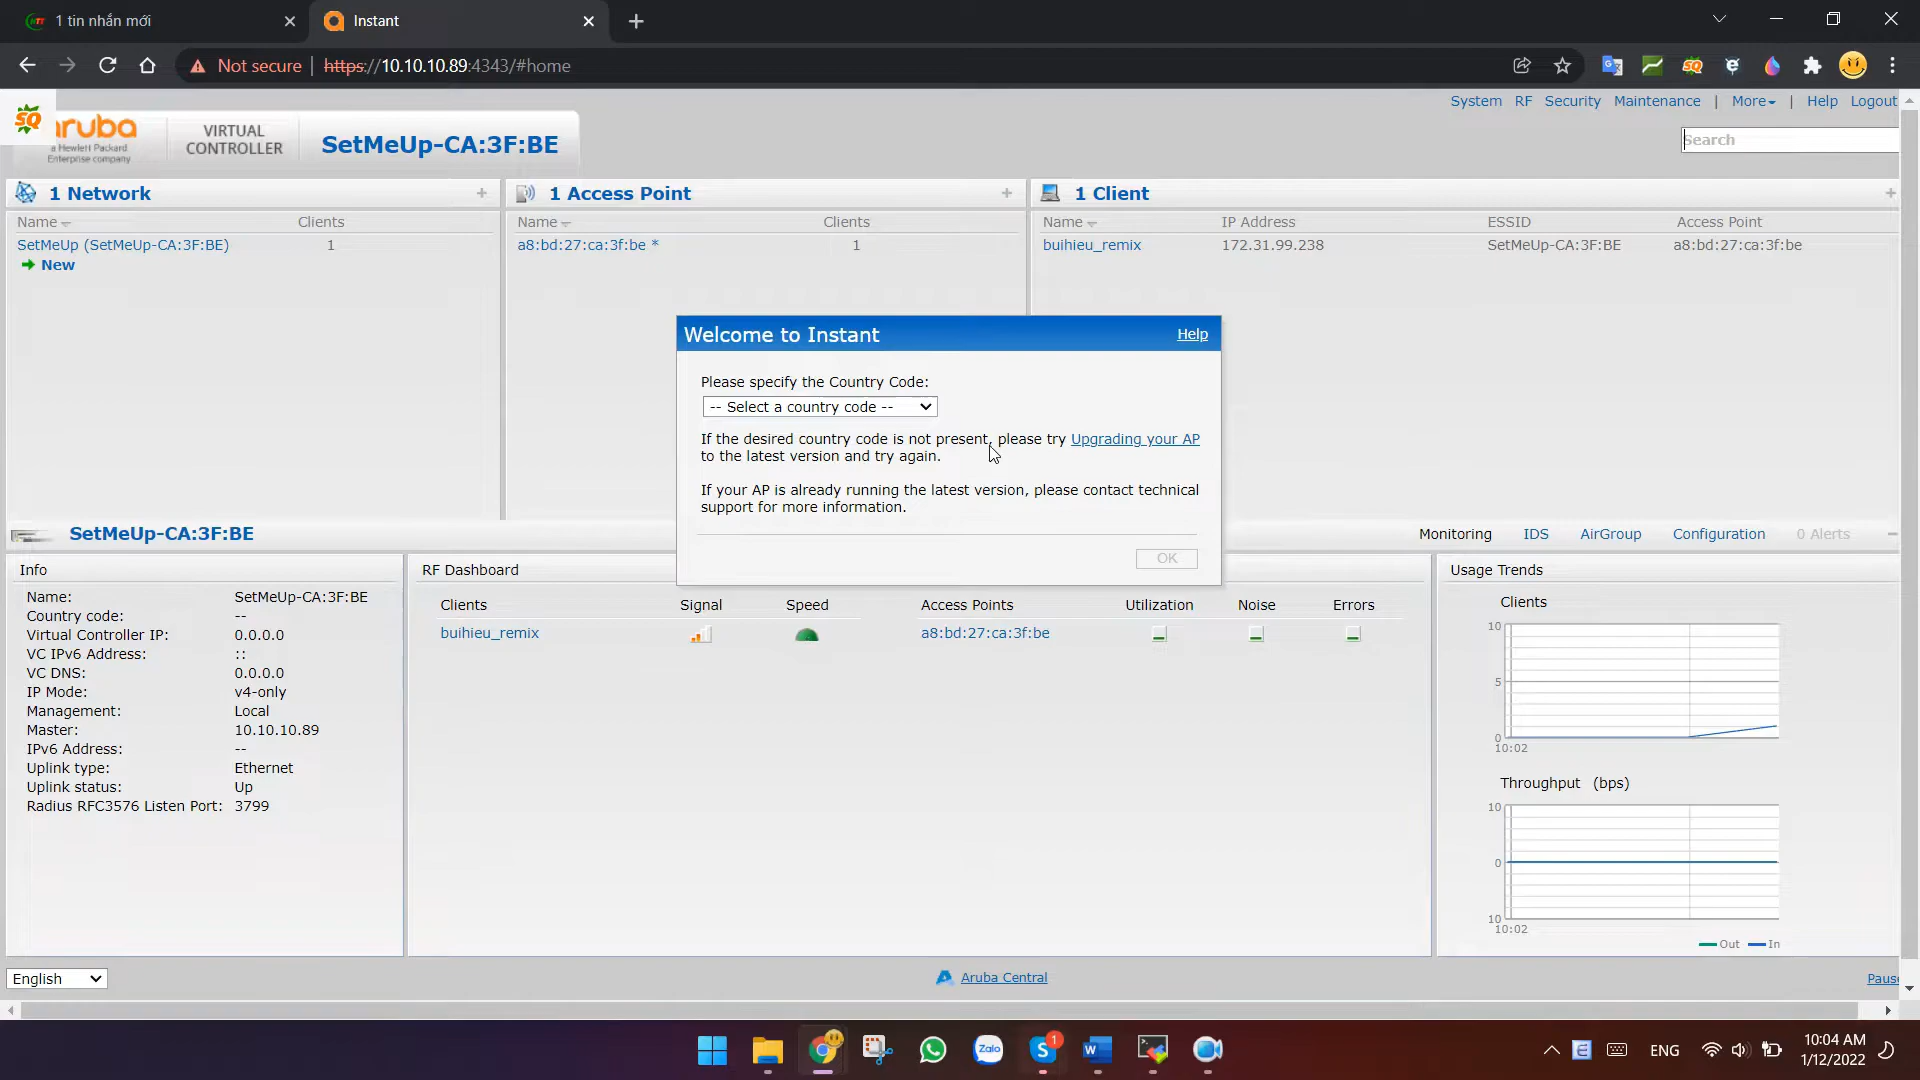 1 tin nhắn mới
Instant
Not secure
https://10.10.10.89:4343/#home
System
RF
Security
Maintenance
More
Help
Logout
SQ
aruba
a Hewlett Packard
Enterprise company
VIRTUAL
CONTROLLER
SetMeUp-CA:3F:BE
Search
1 Network
1 Access Point
1 Client
Name Clients
Name Clients
Name IP Address ESSID Access Point
SetMeUp (SetMeUp-CA:3F:BE) 1
New
a8:bd:27:ca:3f:be * 1
buihieu_remix 172.31.99.238 SetMeUp-CA:3F:BE a8:bd:27:ca:3f:be
Welcome to Instant
Help
Please specify the Country Code:
-- Select a country code --
If the desired country code is not present, please try Upgrading your AP
to the latest version and try again.
If your AP is already running the latest version, please contact technical
support for more information.
OK
SetMeUp-CA:3F:BE
Monitoring
IDS
AirGroup
Configuration
0 Alerts
Info
Name: SetMeUp-CA:3F:BE
Country code: --
Virtual Controller IP: 0.0.0.0
VC IPv6 Address: ::
VC DNS: 0.0.0.0
IP Mode: v4-only
Management: Local
Master: 10.10.10.89
IPv6 Address: --
Uplink type: Ethernet
Uplink status: Up
Radius RFC3576 Listen Port: 3799
RF Dashboard
Clients Signal Speed Access Points Utilization Noise Errors
buihieu_remix a8:bd:27:ca:3f:be
Usage Trends
Clients
10
5
0
10:02
Throughput (bps)
10
0
10
10:02
Out In
English
Aruba Central
Pause
Zalo
1
ENG
10:04 AM
1/12/2022